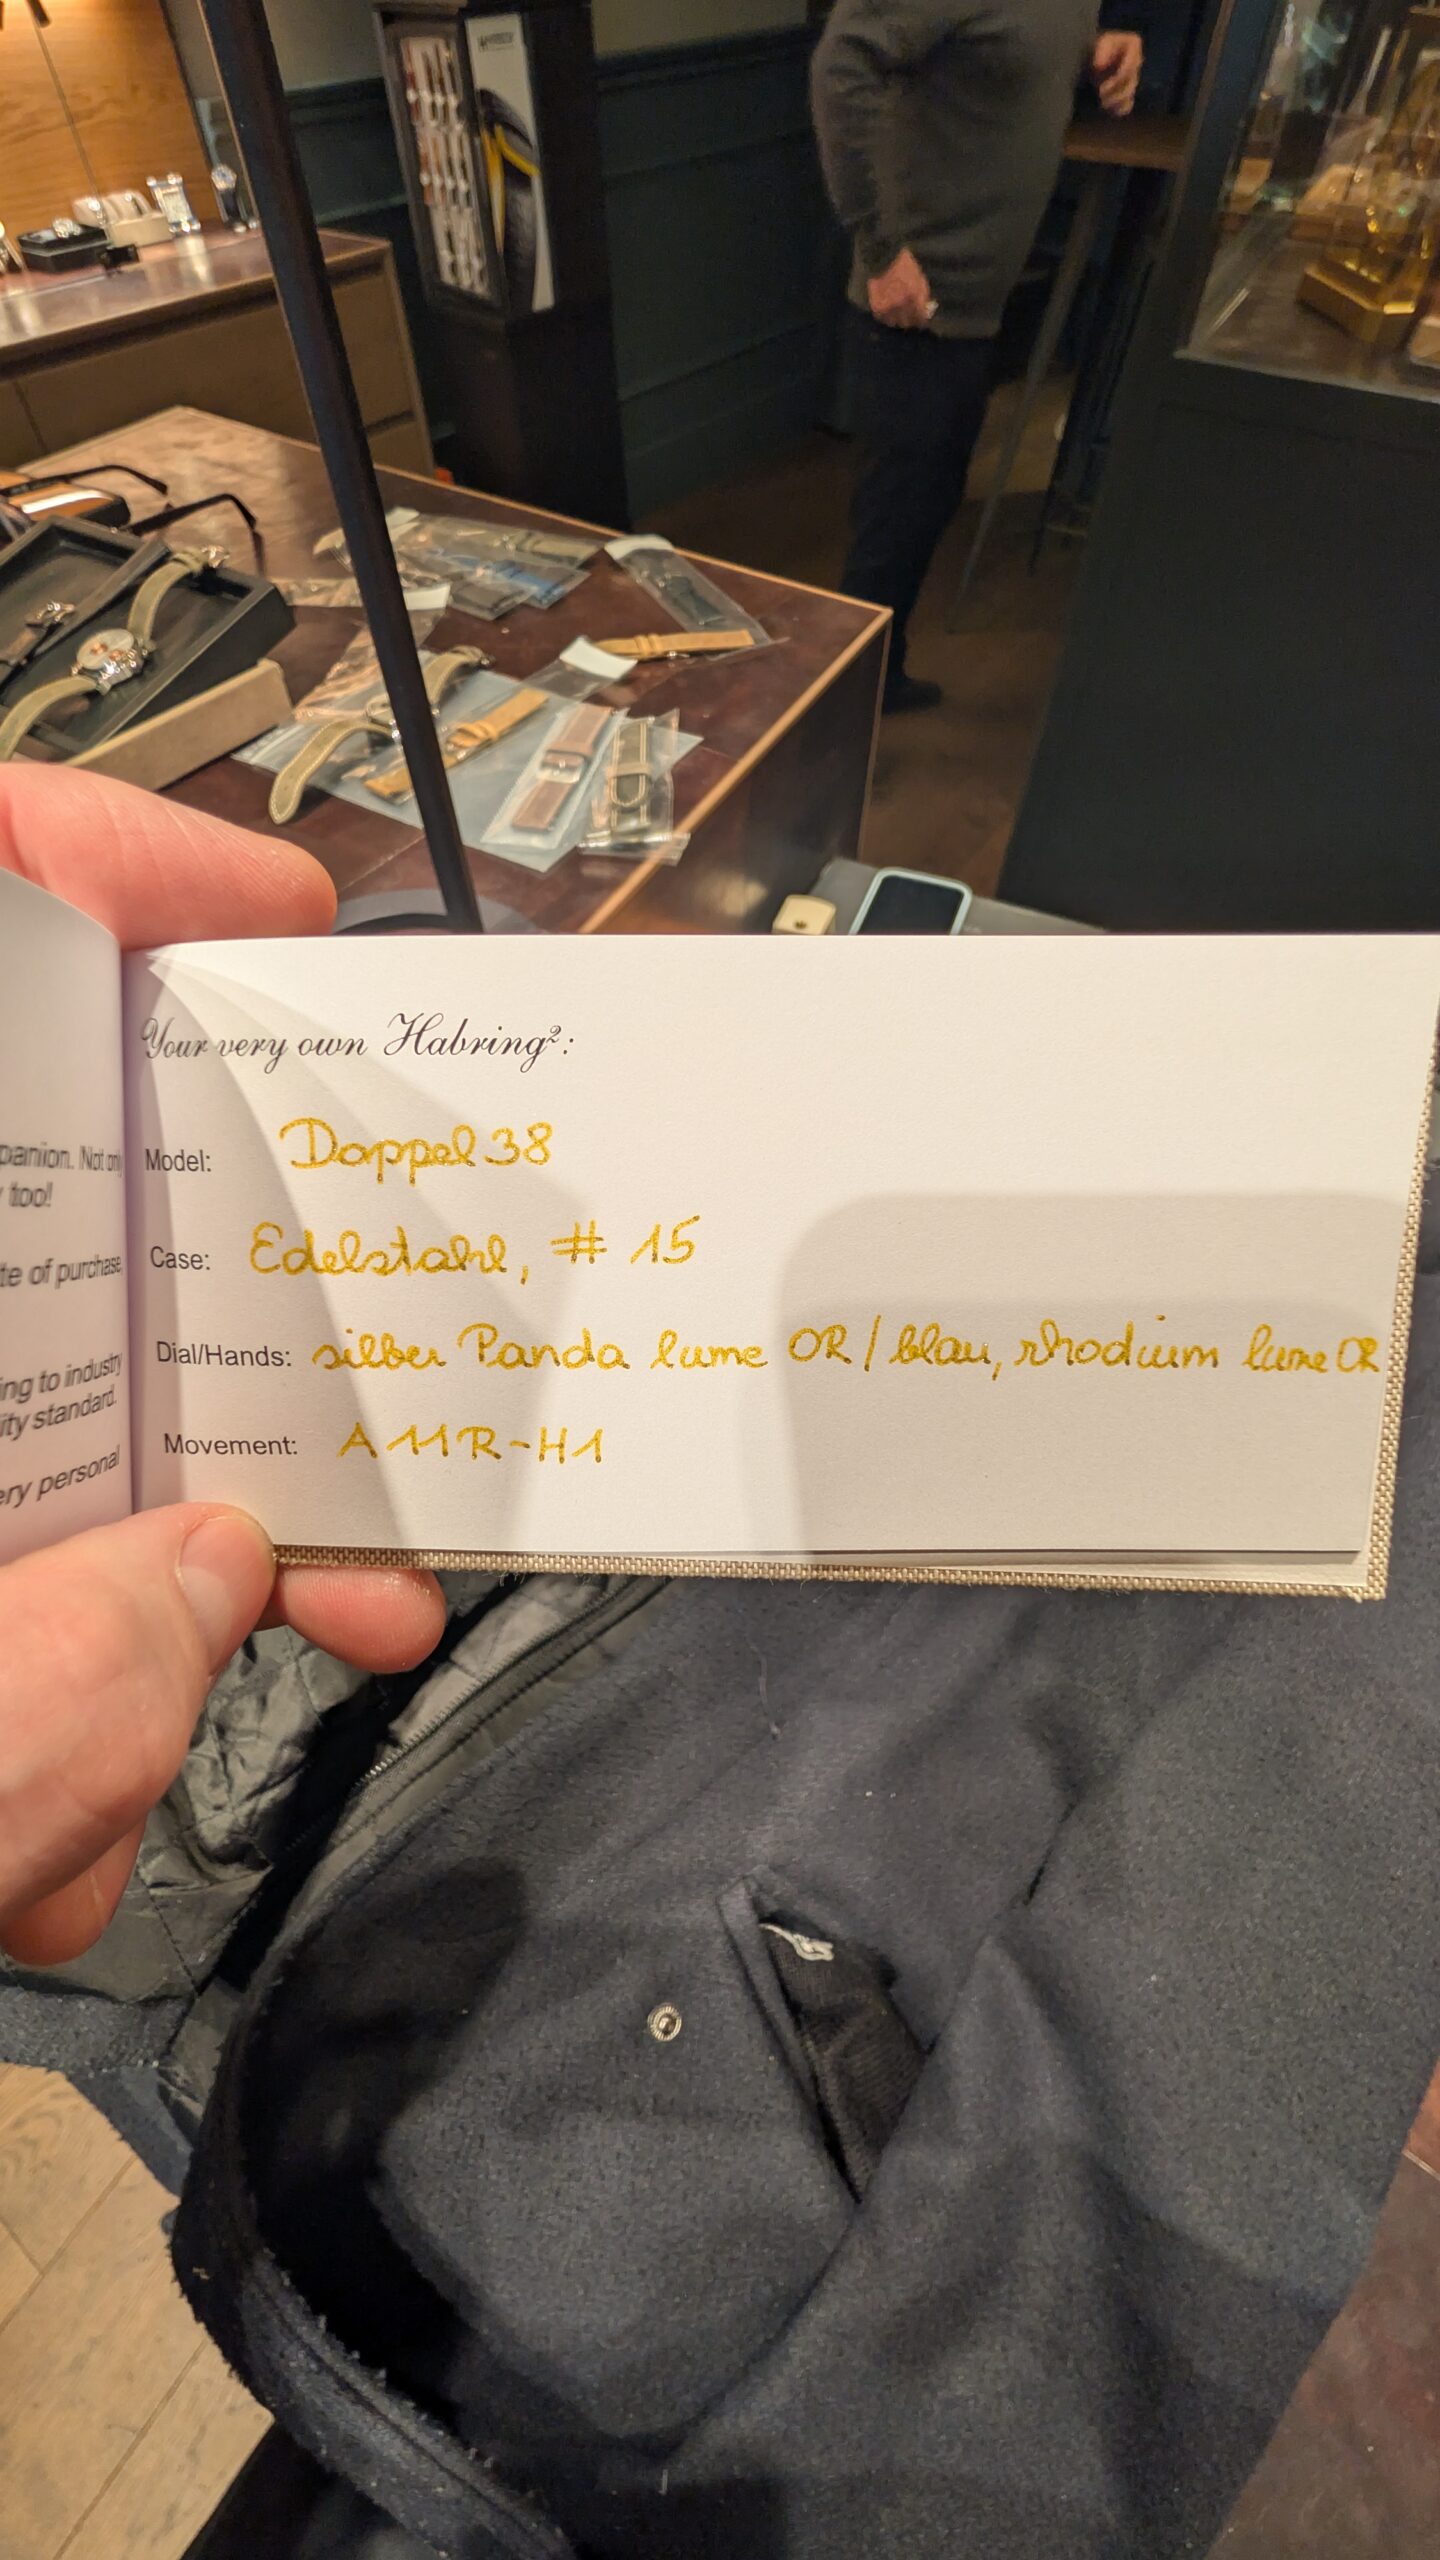 panion. Not only
too!
te of purchase,
ing to industry
ity standard.
ery personal
Your very own Habring²:
Model: Doppel 38
Case: Edelstahl, # 15
Dial/Hands: silber Panda lume OR / blau, rhodium lume OR
Movement: A11R-H1